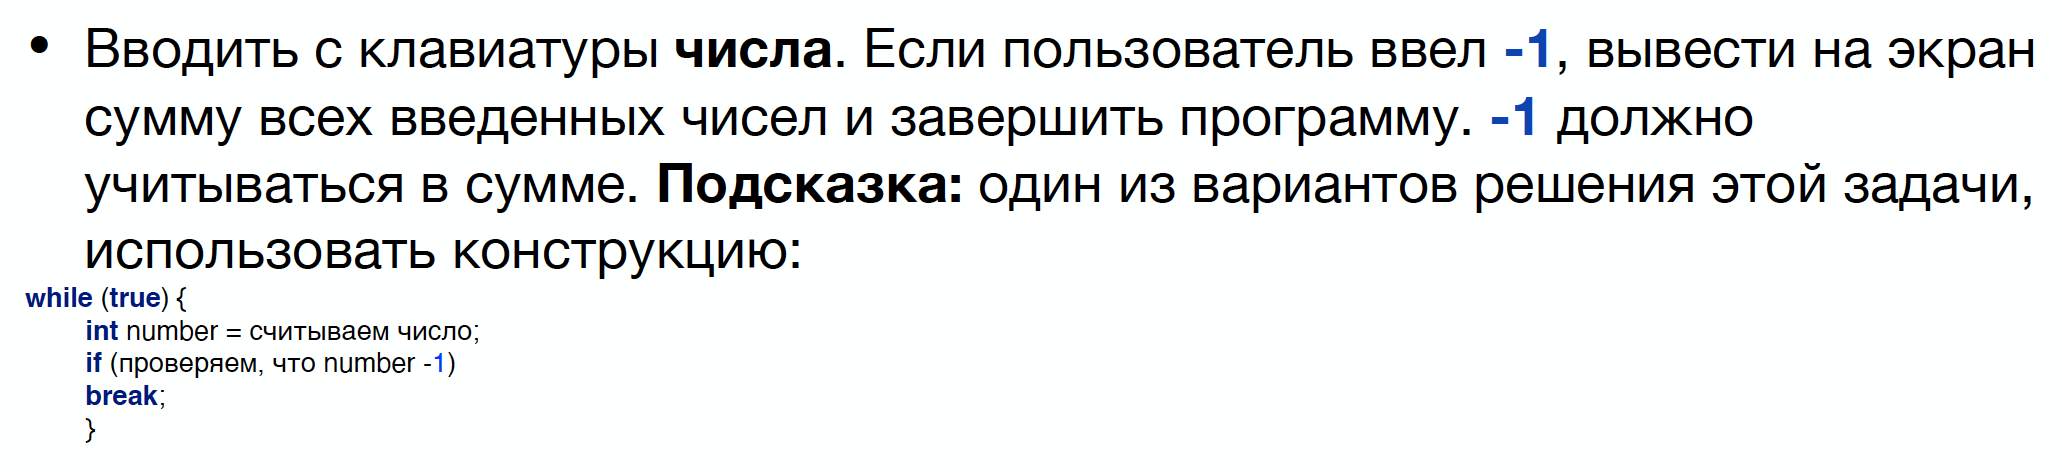 • Вводить с клавиатуры числа. Если пользователь ввел -1, вывести на экран
сумму всех введенных чисел и завершить программу. -1 должно
учитываться в сумме. Подсказка: один из вариантов решения этой задачи,
использовать конструкцию:
while (true) {
int number = считываем число;
if (проверяем, что number -1)
break;
}